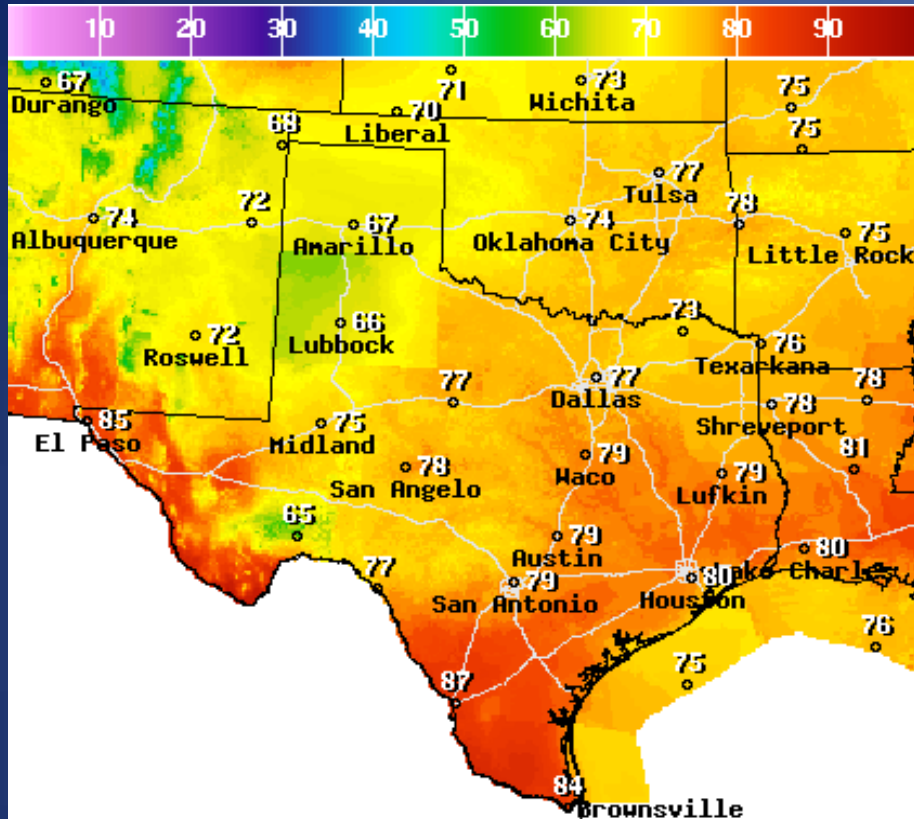 10 20 30 40 50 60 70 80 90
67
71
73
Durango
70
Wichita
75
Liberal
68
75
77
Tulsa
72
78
74
67
74
75
Albuquerque
Amarillo
Oklahoma City
Little Rock
66
73
72
Lubbock
76
Roswell
Texarkana
77
77
78
Dallas
78
85
75
Shreveport
El Paso
Midland
79
81
78
79
San Angelo
Waco
Lufkin
65
79
80
Austin
77
79
80
Lake Charles
San Antonio
Houston
76
75
87
84
Brownsville